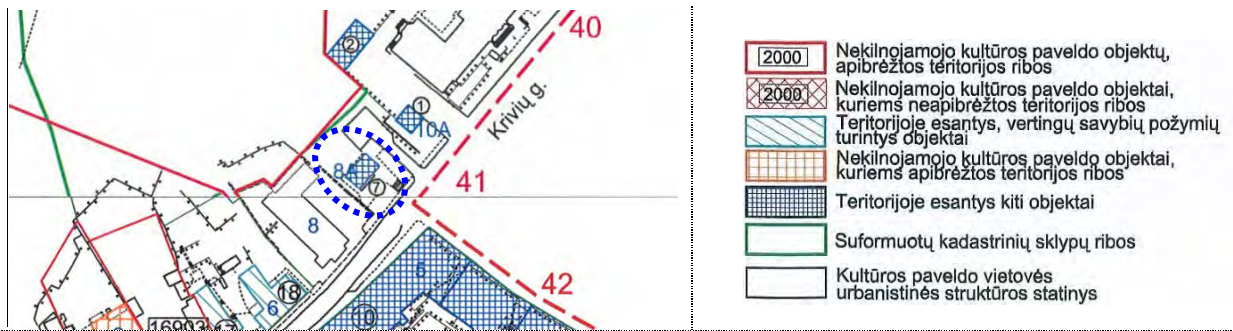 40
2
1
10A
Krivių g.
8A
7
41
8
5
42
18
6
10
16903
17
2000
Nekilnojamojo kultūros paveldo objektų,
apibrėžtos teritorijos ribos
2000
Nekilnojamojo kultūros paveldo objektai,
kuriems neapibrėžtos teritorijos ribos
Teritorijoje esantys, vertingų savybių požymių
turintys objektai
Nekilnojamojo kultūros paveldo objektai,
kuriems apibrėžtos teritorijos ribos
Teritorijoje esantys kiti objektai
Suformuotų kadastrinių sklypų ribos
Kultūros paveldo vietovės
urbanistinės struktūros statinys